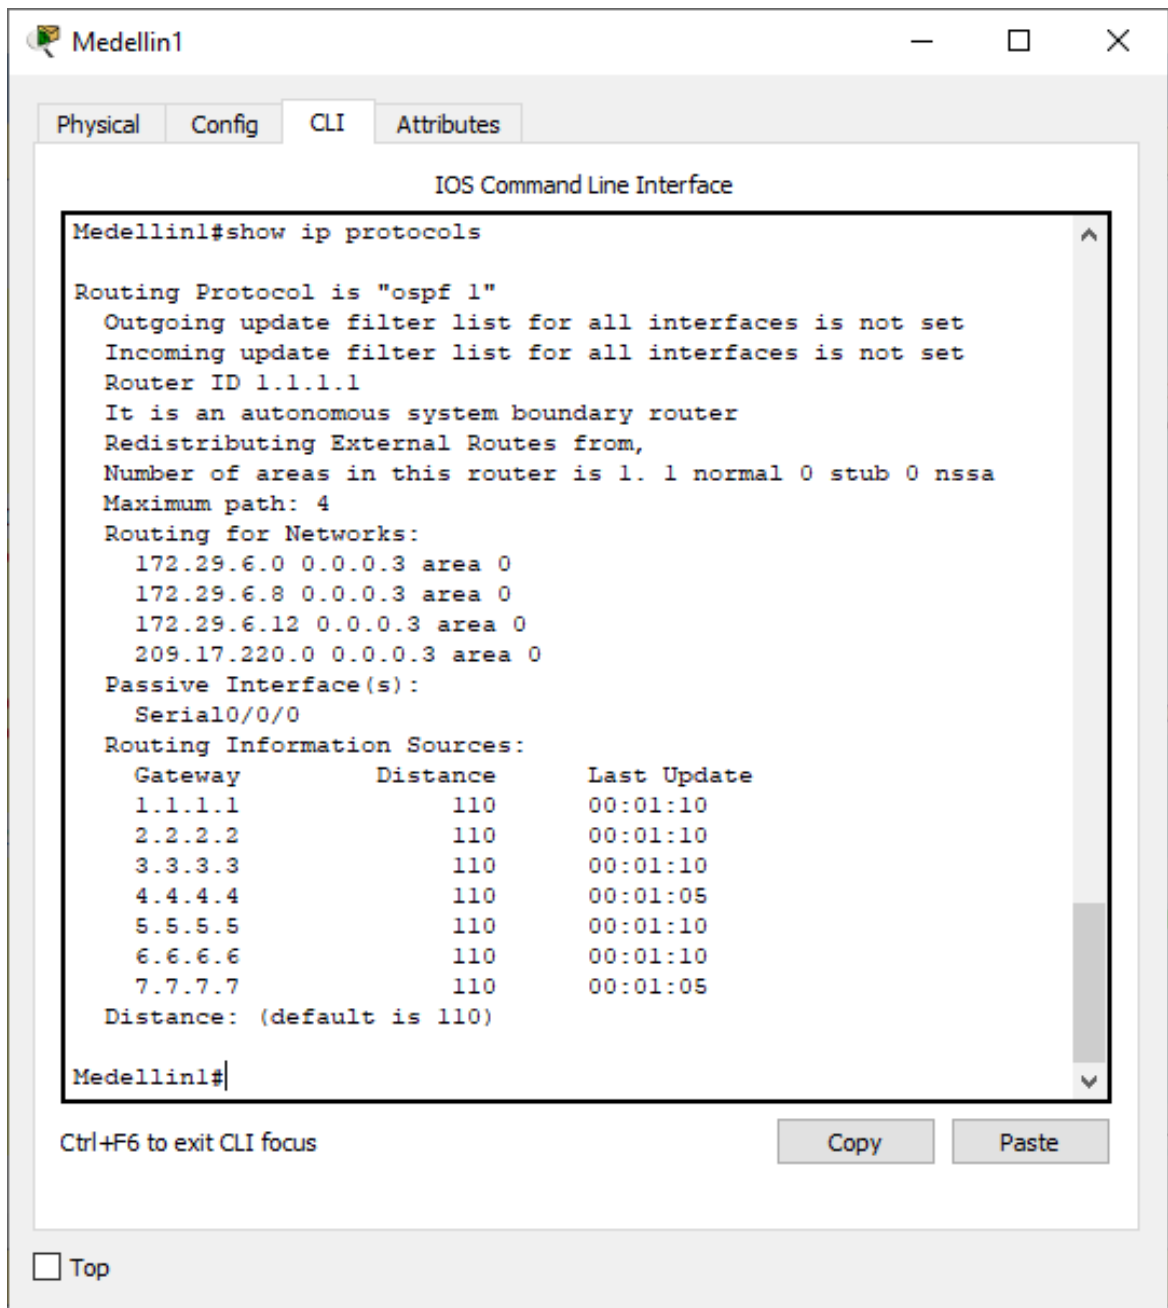 Medellin1
Physical Config CLI Attributes
IOS Command Line Interface
Medellin1#show ip protocols
Routing Protocol is "ospf 1"
Outgoing update filter list for all interfaces is not set
Incoming update filter list for all interfaces is not set
Router ID 1.1.1.1
It is an autonomous system boundary router
Redistributing External Routes from,
Number of areas in this router is 1. 1 normal 0 stub 0 nssa
Maximum path: 4
Routing for Networks:
172.29.6.0 0.0.0.3 area 0
172.29.6.8 0.0.0.3 area 0
172.29.6.12 0.0.0.3 area 0
209.17.220.0 0.0.0.3 area 0
Passive Interface(s):
Serial0/0/0
Routing Information Sources:
Gateway Distance Last Update
1.1.1.1 110 00:01:10
2.2.2.2 110 00:01:10
3.3.3.3 110 00:01:10
4.4.4.4 110 00:01:05
5.5.5.5 110 00:01:10
6.6.6.6 110 00:01:10
7.7.7.7 110 00:01:05
Distance: (default is 110)
Medellin1#
Ctrl+F6 to exit CLI focus Copy Paste
Top